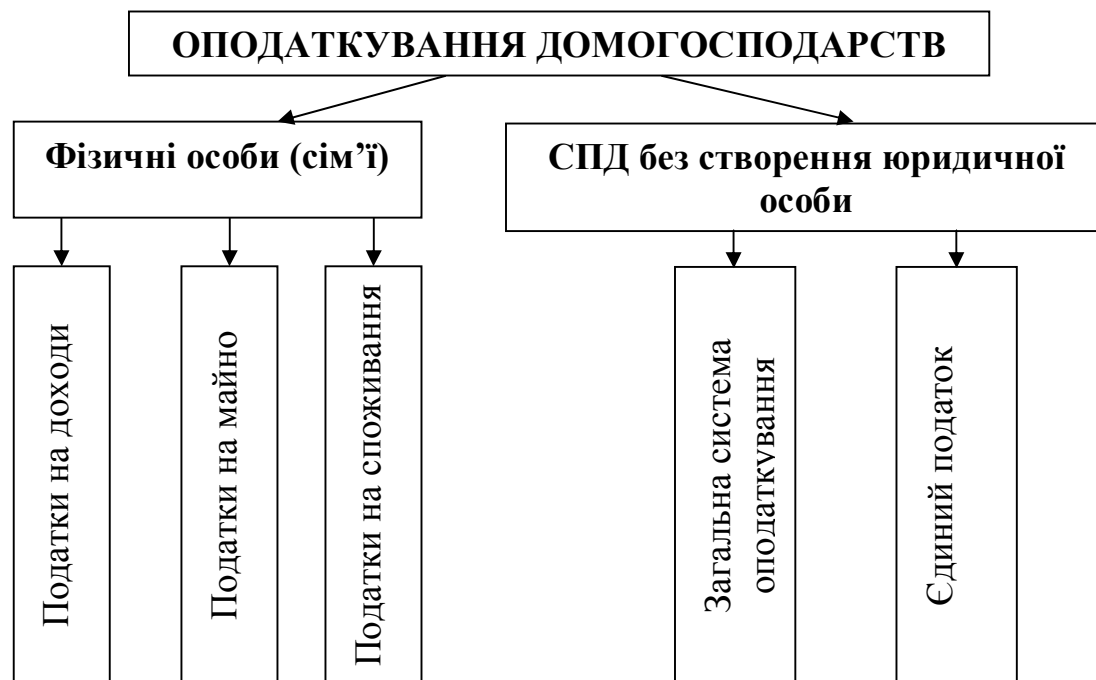 ОПОДАТКУВАННЯ ДОМОГОСПОДАРСТВ
Фізичні особи (сім’ї)
СПД без створення юридичної
особи
Податки на доходи
Податки на майно
Податки на споживання
Загальна система
оподаткування
Єдиний податок